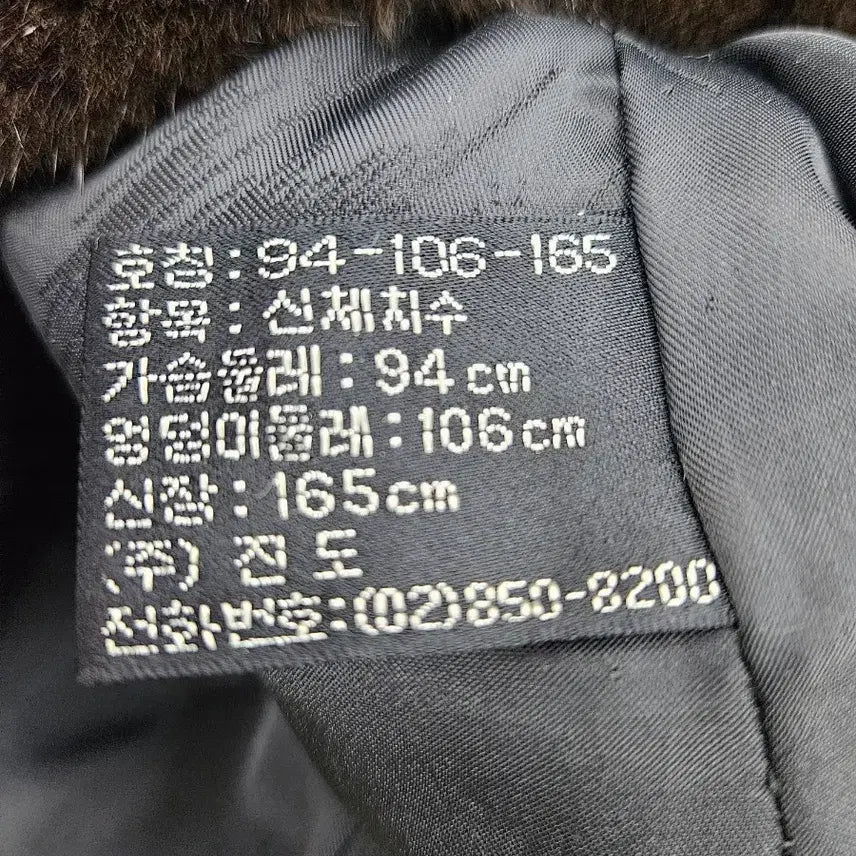 호칭:94-106-165
항목:신체치수
가슴둘레:94cm
엉덩이둘레:106cm
신장:165cm
(주) 진 도
전화번호:(02)850-8200